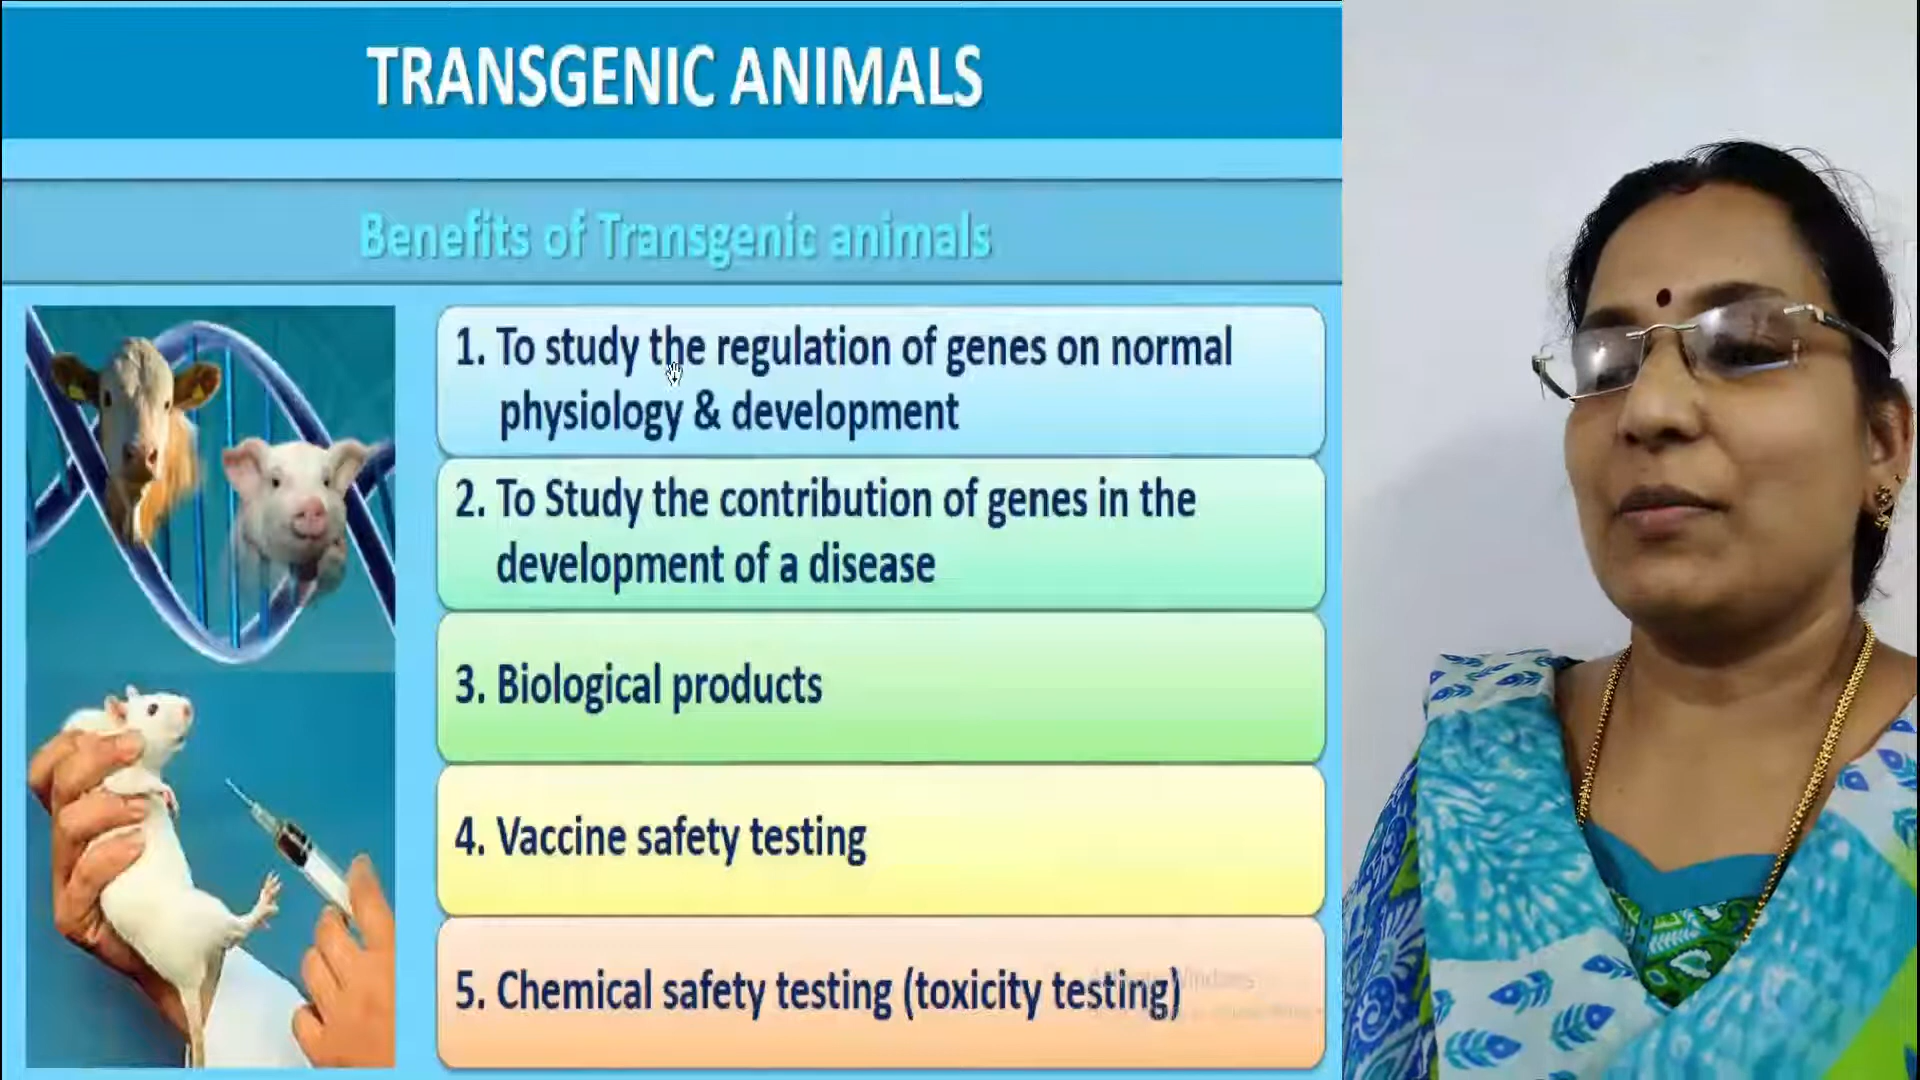 TRANSGENIC ANIMALS
Benefits of Transgenic animals
1. To study the regulation of genes on normal
physiology & development
2. To Study the contribution of genes in the
development of a disease
3. Biological products
4. Vaccine safety testing
5. Chemical safety testing (toxicity testing)
Windows